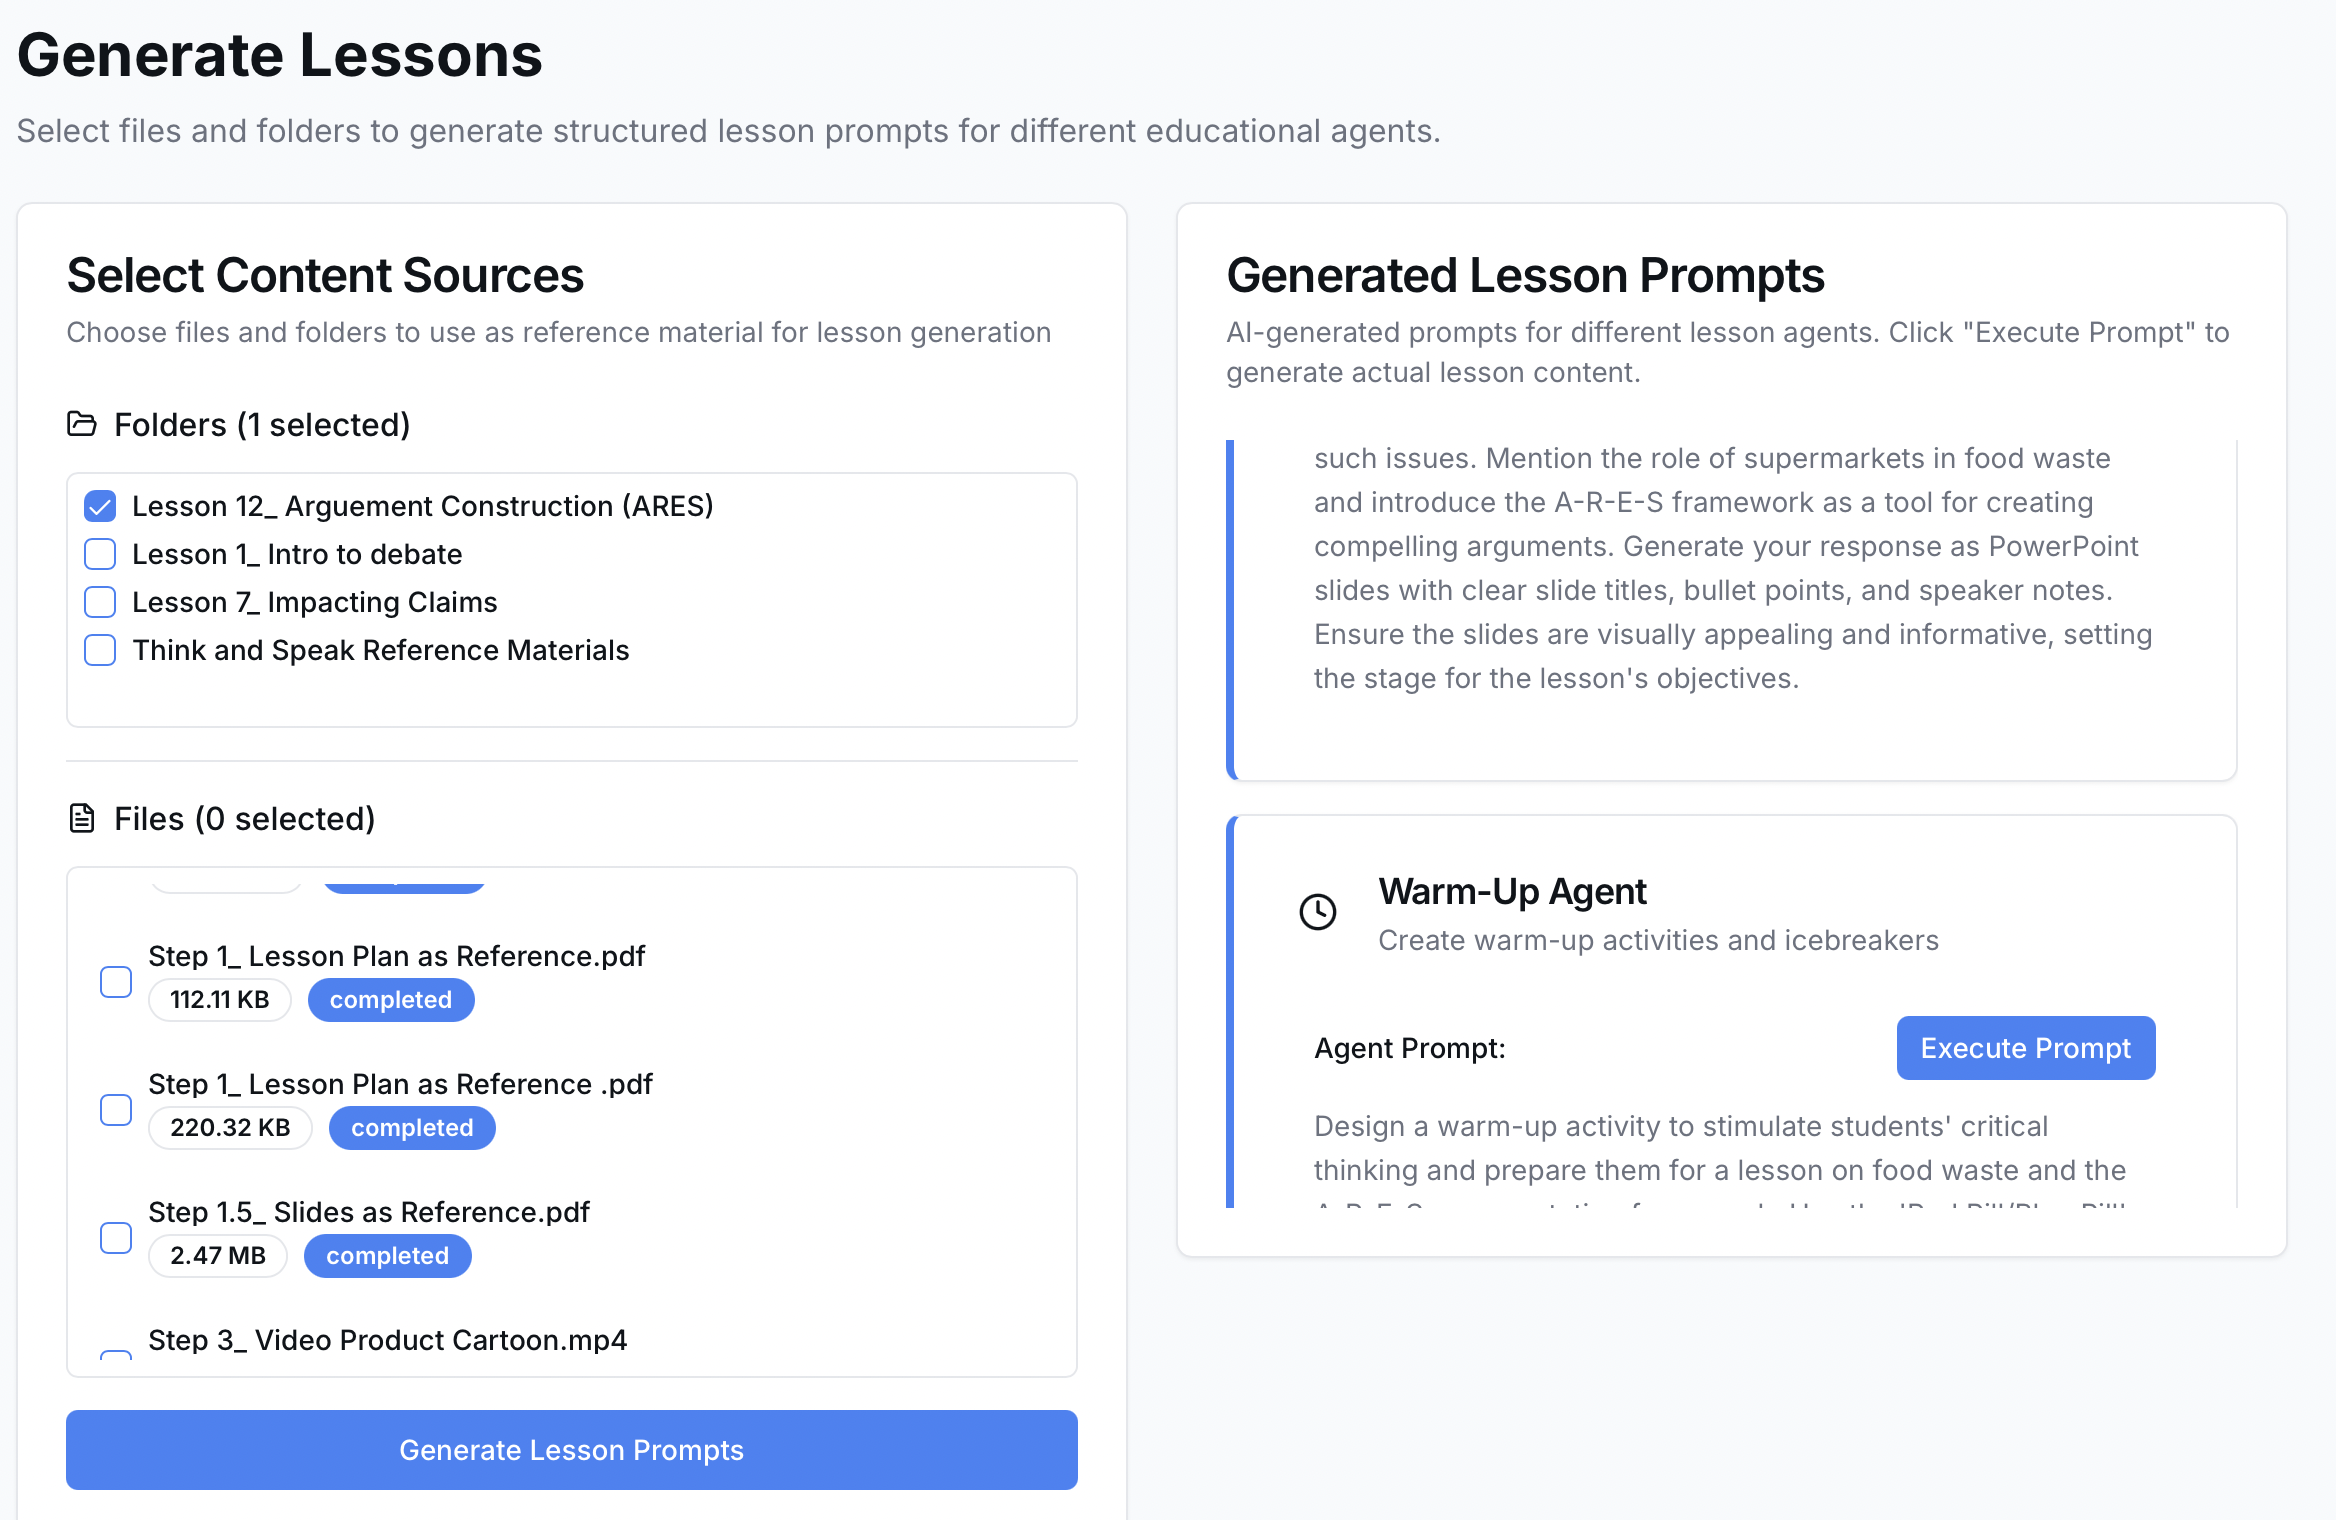 Generate Lessons
Select files and folders to generate structured lesson prompts for different educational agents.
Select Content Sources
Choose files and folders to use as reference material for lesson generation
Folders (1 selected)
Lesson 12_ Arguement Construction (ARES)
Lesson 1_ Intro to debate
Lesson 7_ Impacting Claims
Think and Speak Reference Materials
Files (0 selected)
Step 1_ Lesson Plan as Reference.pdf
112.11 KB completed
Step 1_ Lesson Plan as Reference .pdf
220.32 KB completed
Step 1.5_ Slides as Reference.pdf
2.47 MB completed
Step 3_ Video Product Cartoon.mp4
Generate Lesson Prompts
Generated Lesson Prompts
AI-generated prompts for different lesson agents. Click "Execute Prompt" to
generate actual lesson content.
such issues. Mention the role of supermarkets in food waste
and introduce the A-R-E-S framework as a tool for creating
compelling arguments. Generate your response as PowerPoint
slides with clear slide titles, bullet points, and speaker notes.
Ensure the slides are visually appealing and informative, setting
the stage for the lesson's objectives.
Warm-Up Agent
Create warm-up activities and icebreakers
Agent Prompt:
Execute Prompt
Design a warm-up activity to stimulate students' critical
thinking and prepare them for a lesson on food waste and the